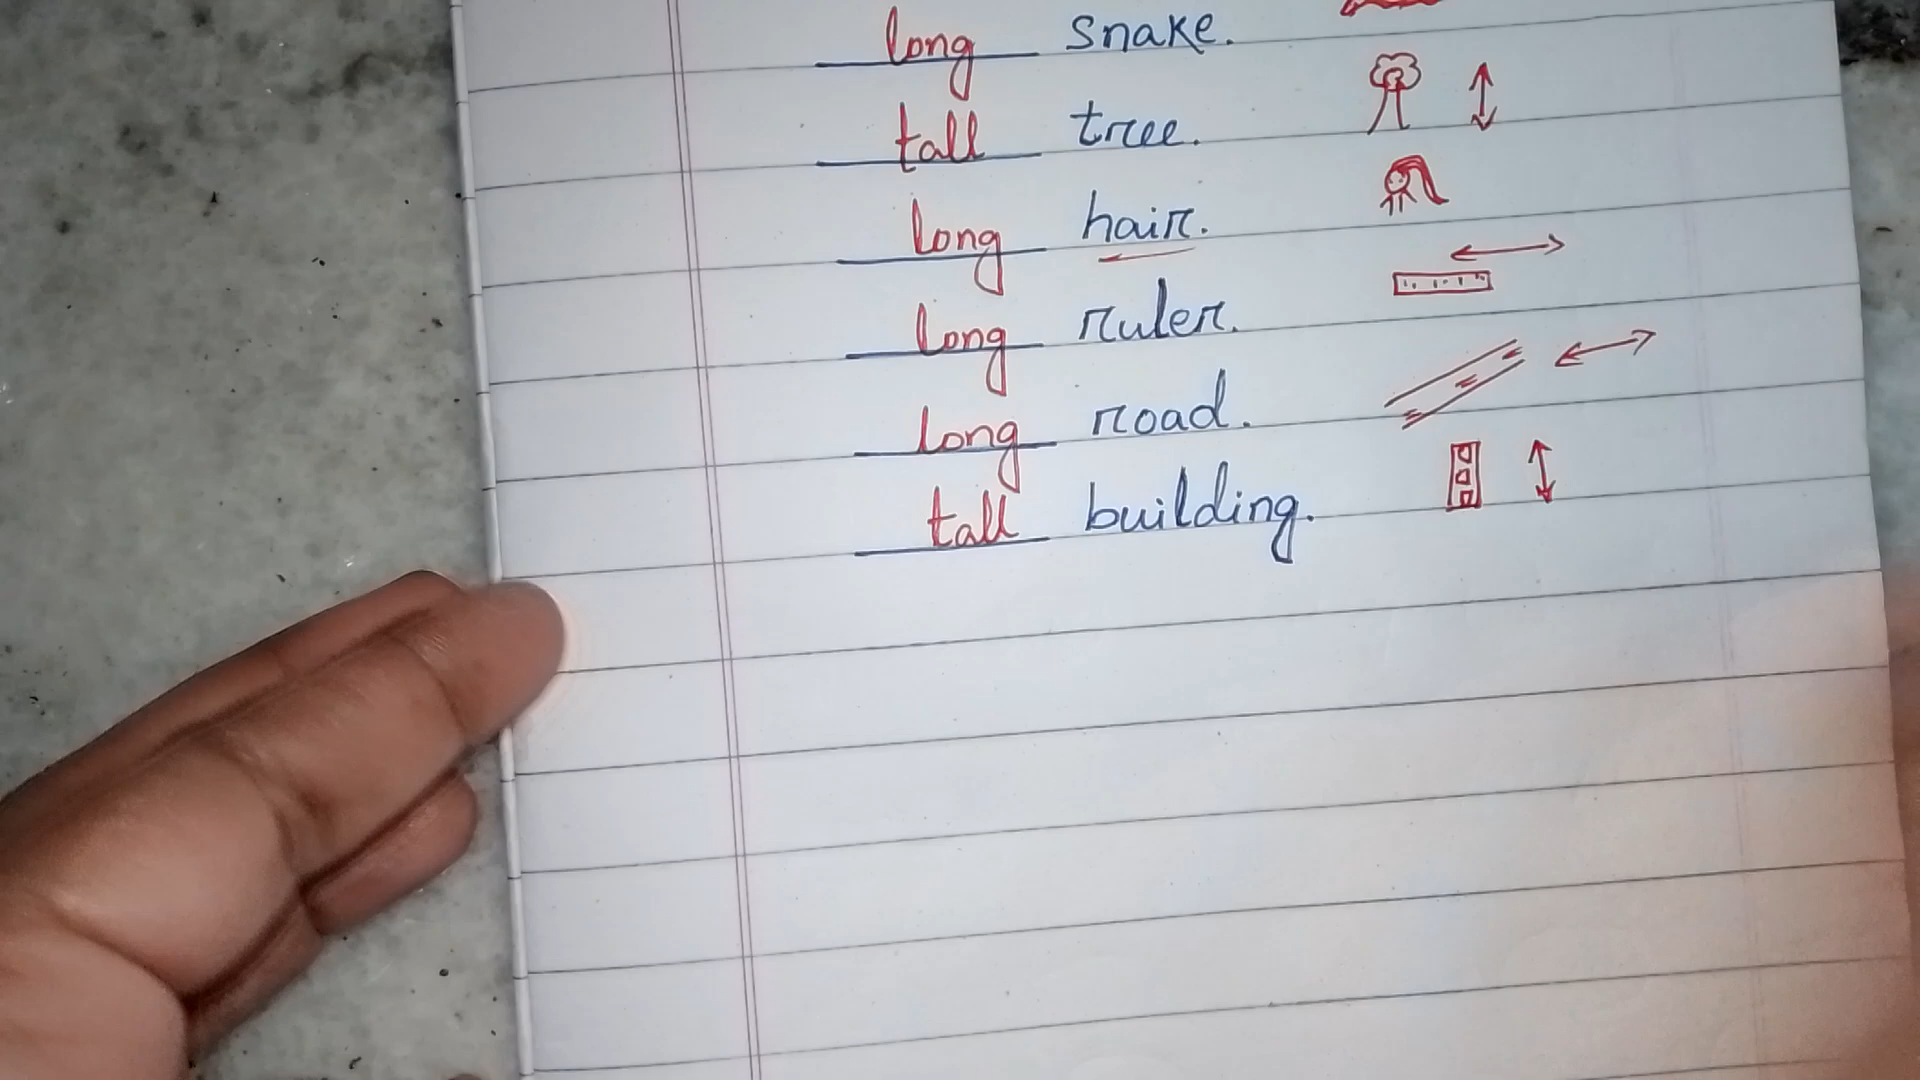 long snake.
tall tree.
long hair.
long ruler.
long road.
tall building.